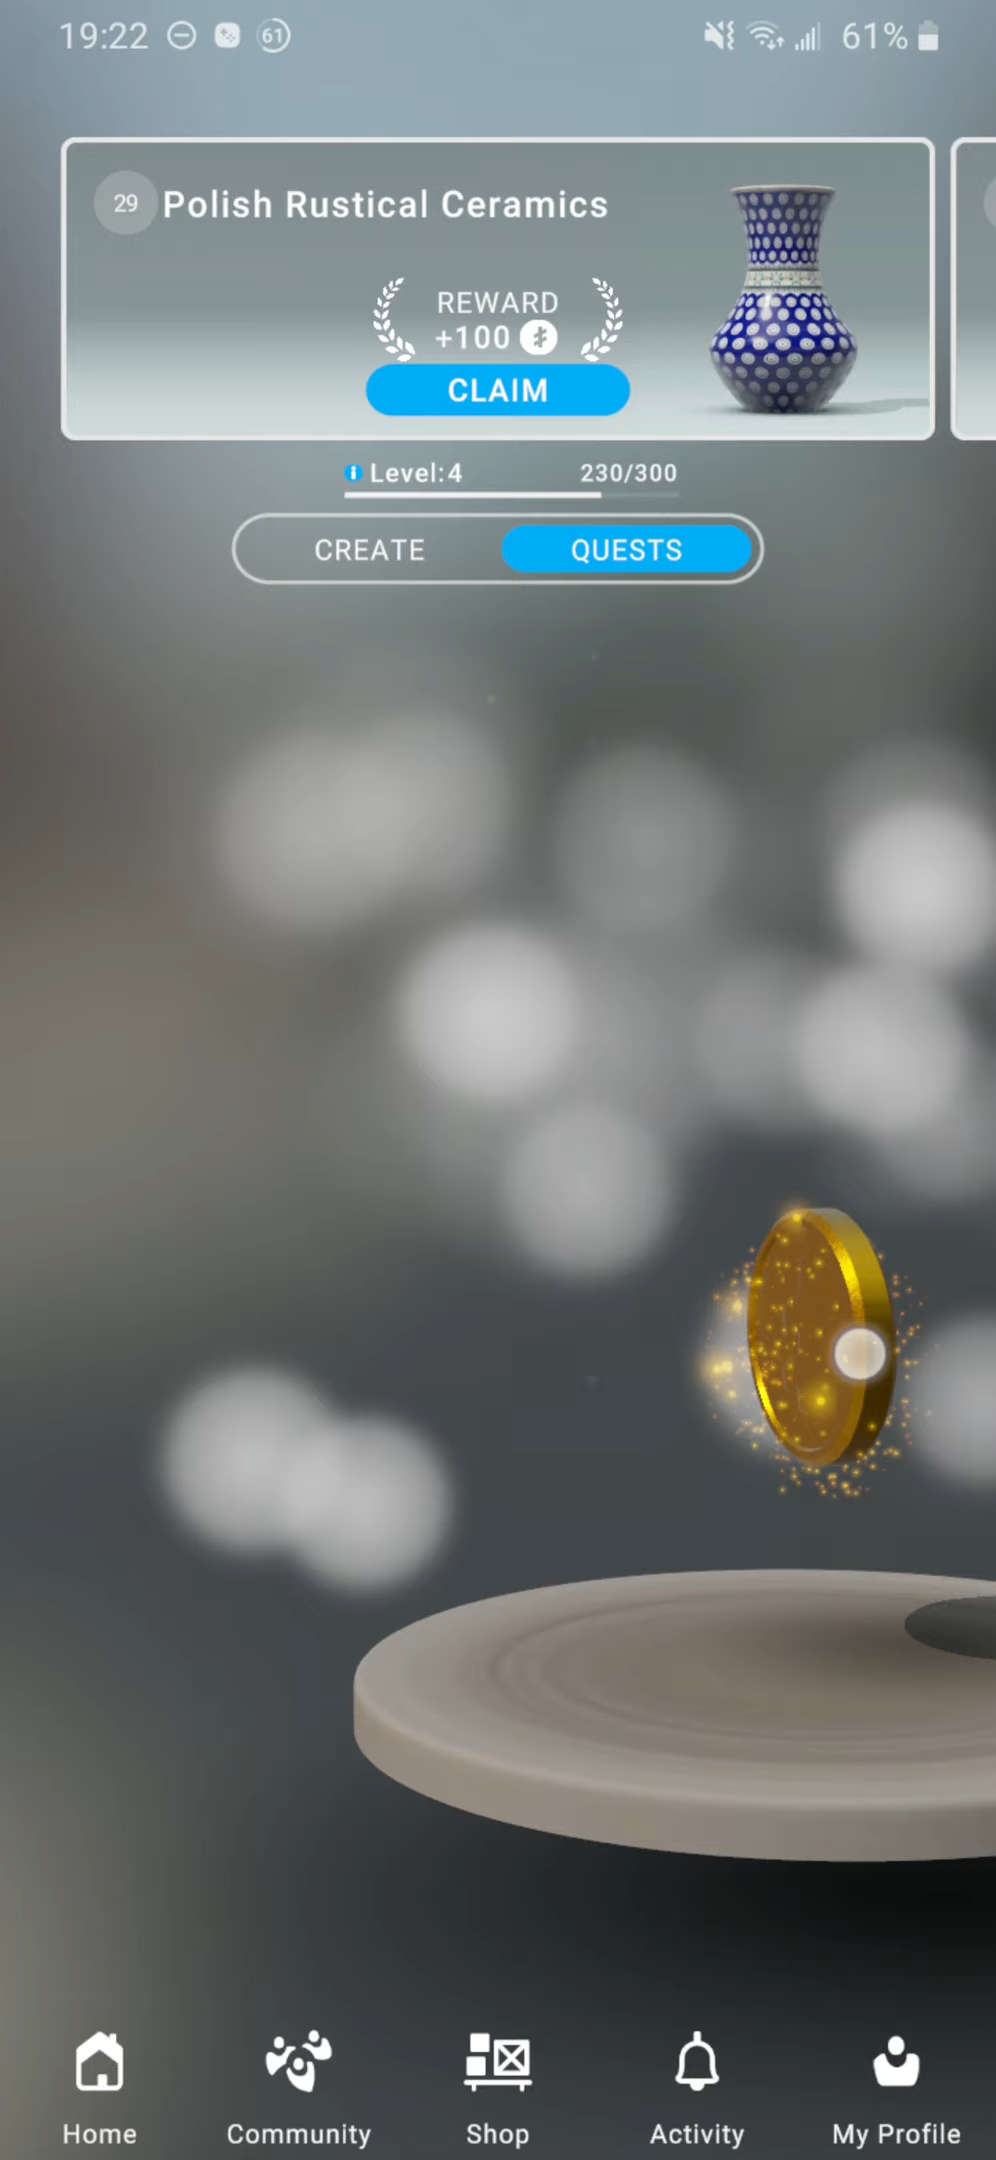 19:22 61 61%
29 Polish Rustical Ceramics
REWARD
+100
CLAIM
Level:4 230/300
CREATE QUESTS
Home Community Shop Activity My Profile